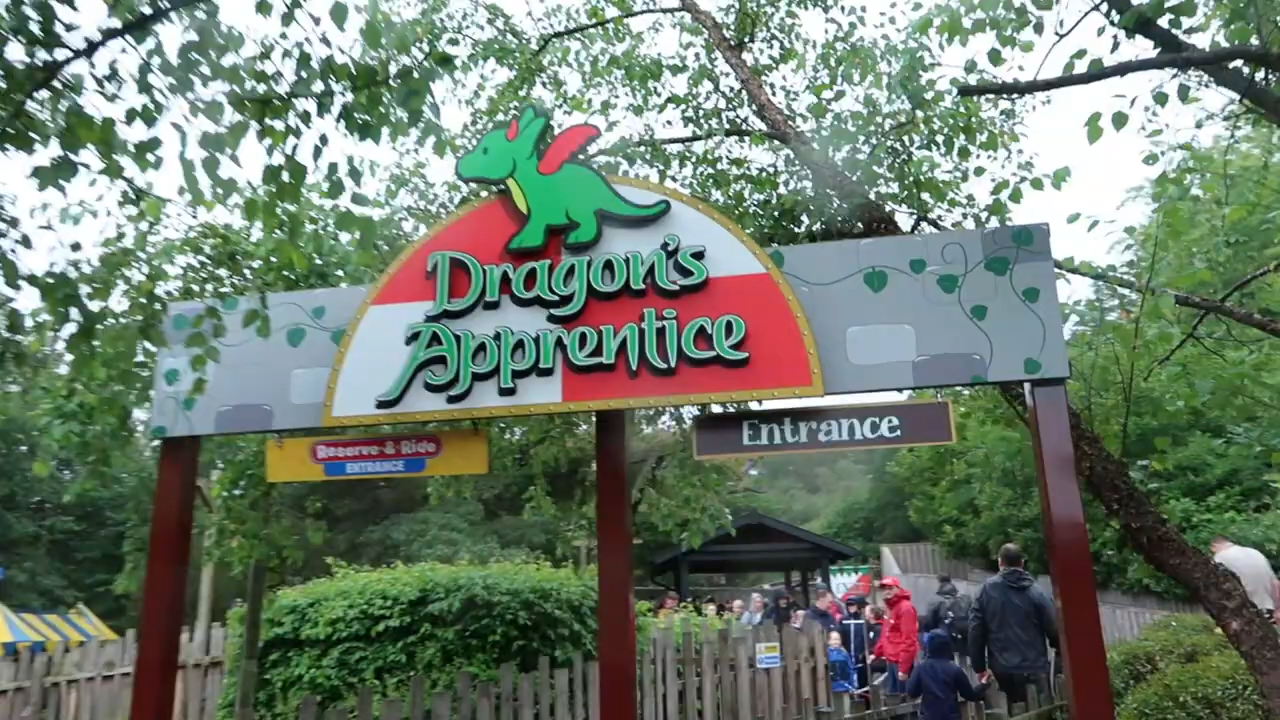 Dragon's
Apprentice
Reserve & Ride
ENTRANCE
Entrance